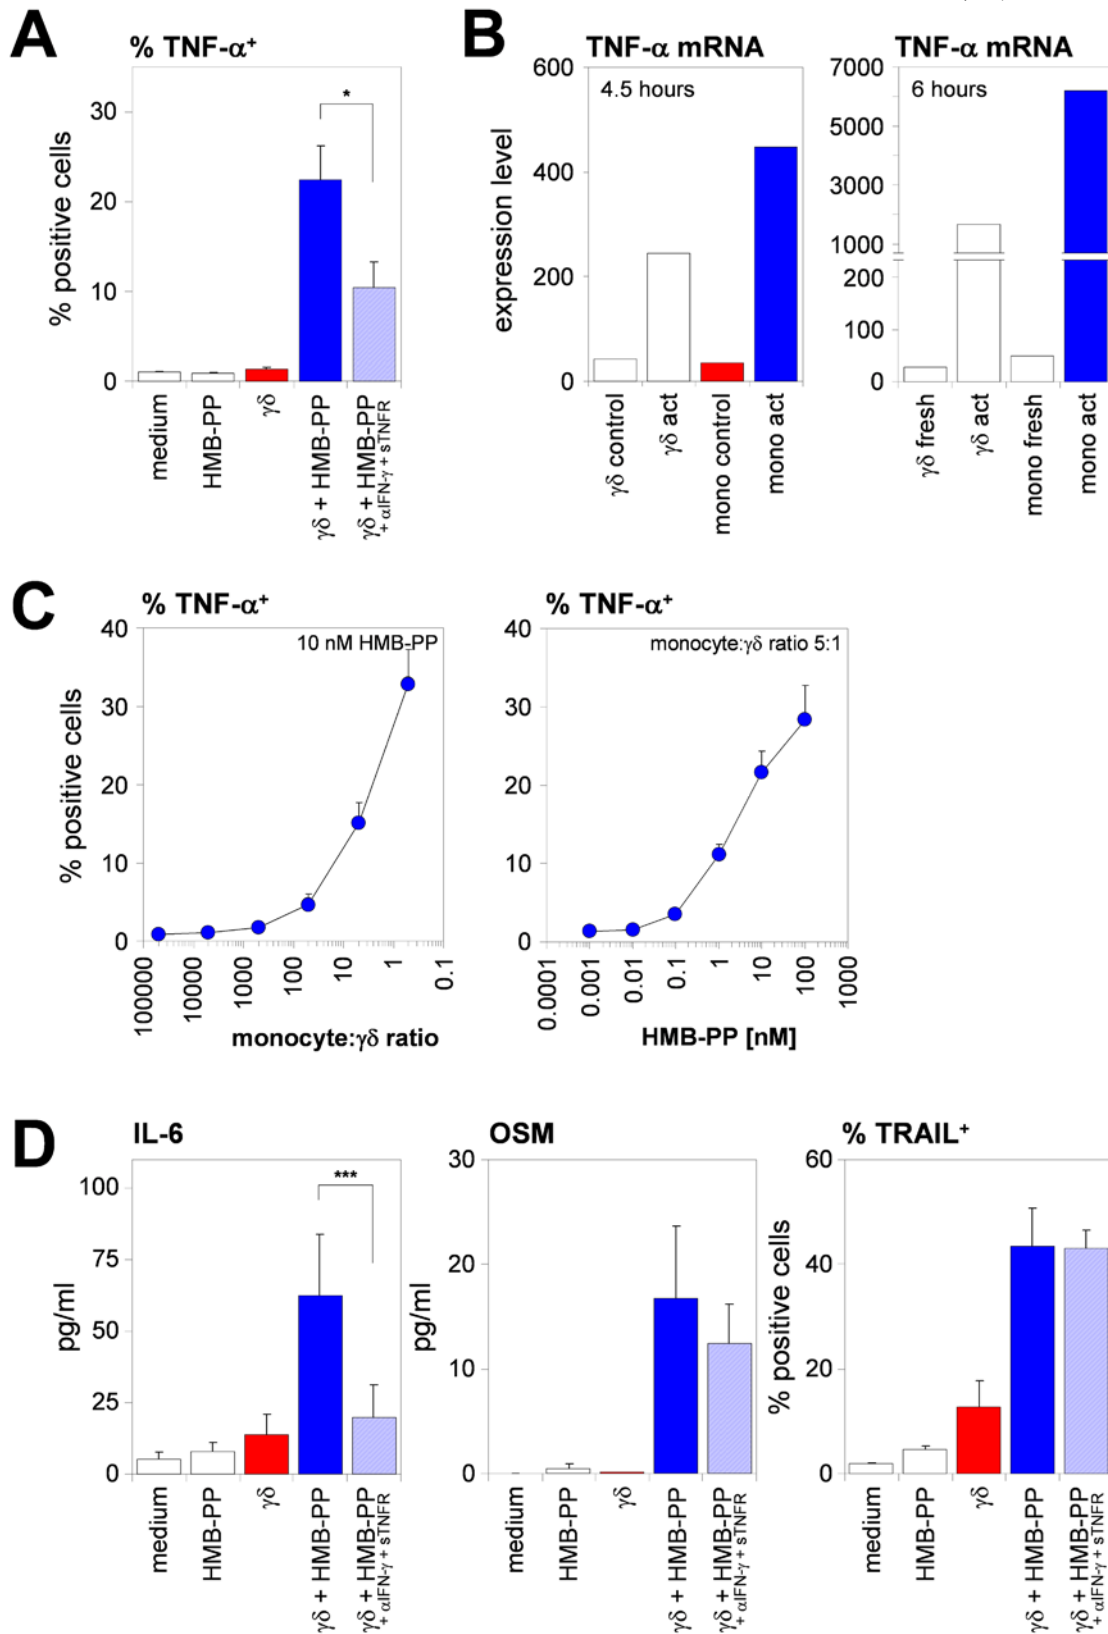 A
% TNF-α⁺
% positive cells
30
20
10
0
*
medium
HMB-PP
γδ
γδ + HMB-PP
γδ + HMB-PP
+ αIFN-γ + sTNFR
B
TNF-α mRNA
4.5 hours
expression level
600
400
200
0
γδ control
γδ act
mono control
mono act
TNF-α mRNA
6 hours
7000
5000
3000
1000
200
100
0
γδ fresh
γδ act
mono fresh
mono act
C
% TNF-α⁺
10 nM HMB-PP
% positive cells
40
30
20
10
0
100000
10000
1000
100
10
1
0.1
monocyte:γδ ratio
% TNF-α⁺
monocyte:γδ ratio 5:1
40
30
20
10
0
0.0001
0.001
0.01
0.1
1
10
100
1000
HMB-PP [nM]
D
IL-6
pg/ml
100
75
50
25
0
***
medium
HMB-PP
γδ
γδ + HMB-PP
γδ + HMB-PP
+ αIFN-γ + sTNFR
OSM
pg/ml
30
20
10
0
medium
HMB-PP
γδ
γδ + HMB-PP
γδ + HMB-PP
+ αIFN-γ + sTNFR
% TRAIL⁺
% positive cells
60
40
20
0
medium
HMB-PP
γδ
γδ + HMB-PP
γδ + HMB-PP
+ αIFN-γ + sTNFR